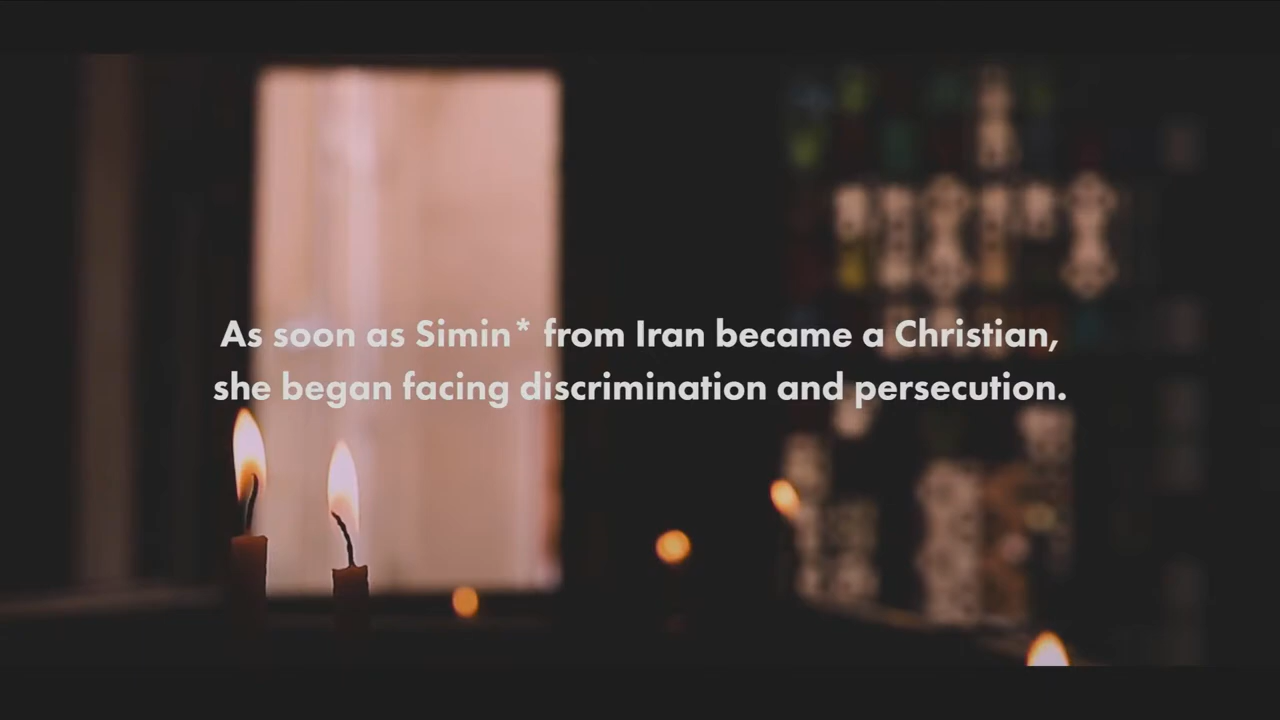 As soon as Simin* from Iran became a Christian,
she began facing discrimination and persecution.